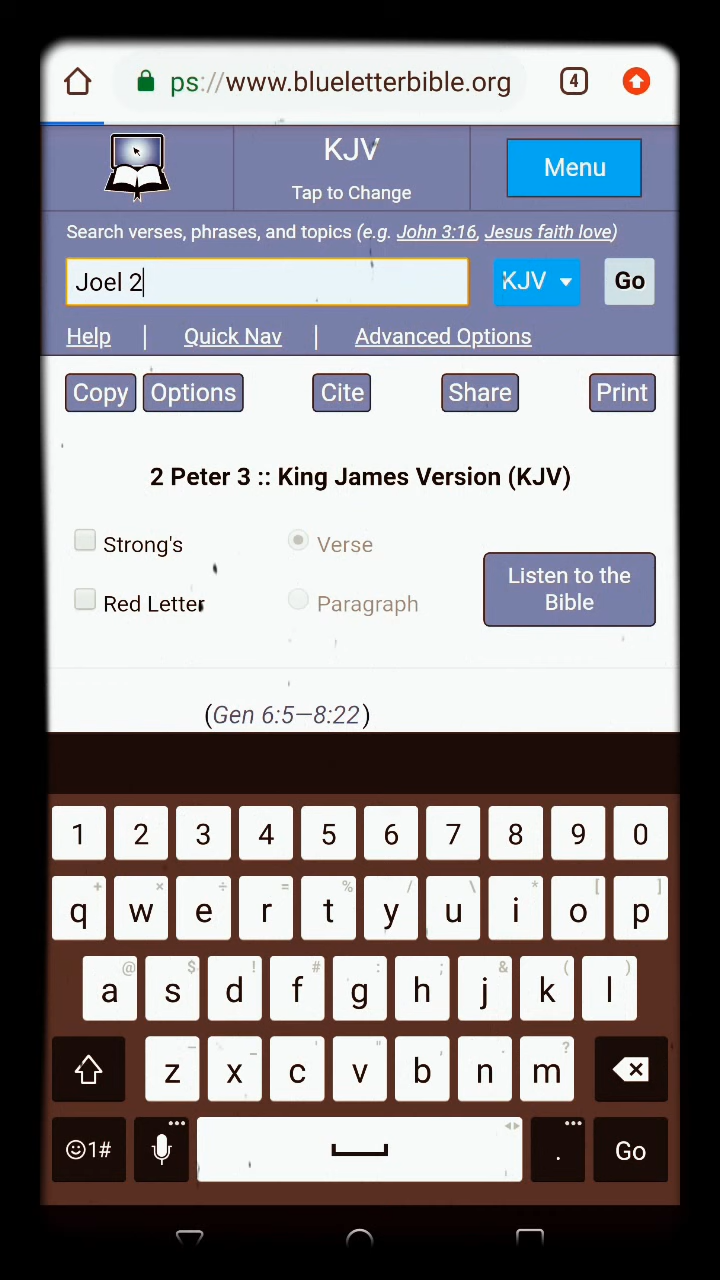 ps://www.blueletterbible.org 4
KJV
Tap to Change
Menu
Search verses, phrases, and topics (e.g. John 3:16, Jesus faith love)
Joel 2 KJV Go
Help | Quick Nav | Advanced Options
Copy Options Cite Share Print
2 Peter 3 :: King James Version (KJV)
Strong's Verse
Listen to the
Bible
Red Letter Paragraph
(Gen 6:5—8:22)
1 2 3 4 5 6 7 8 9 0
+ × ÷ = % / \ * [ ]
q w e r t y u i o p
@ $ ! # : ; & ( )
a s d f g h j k l
– _ ' " , . ?
z x c v b n m
1# . Go